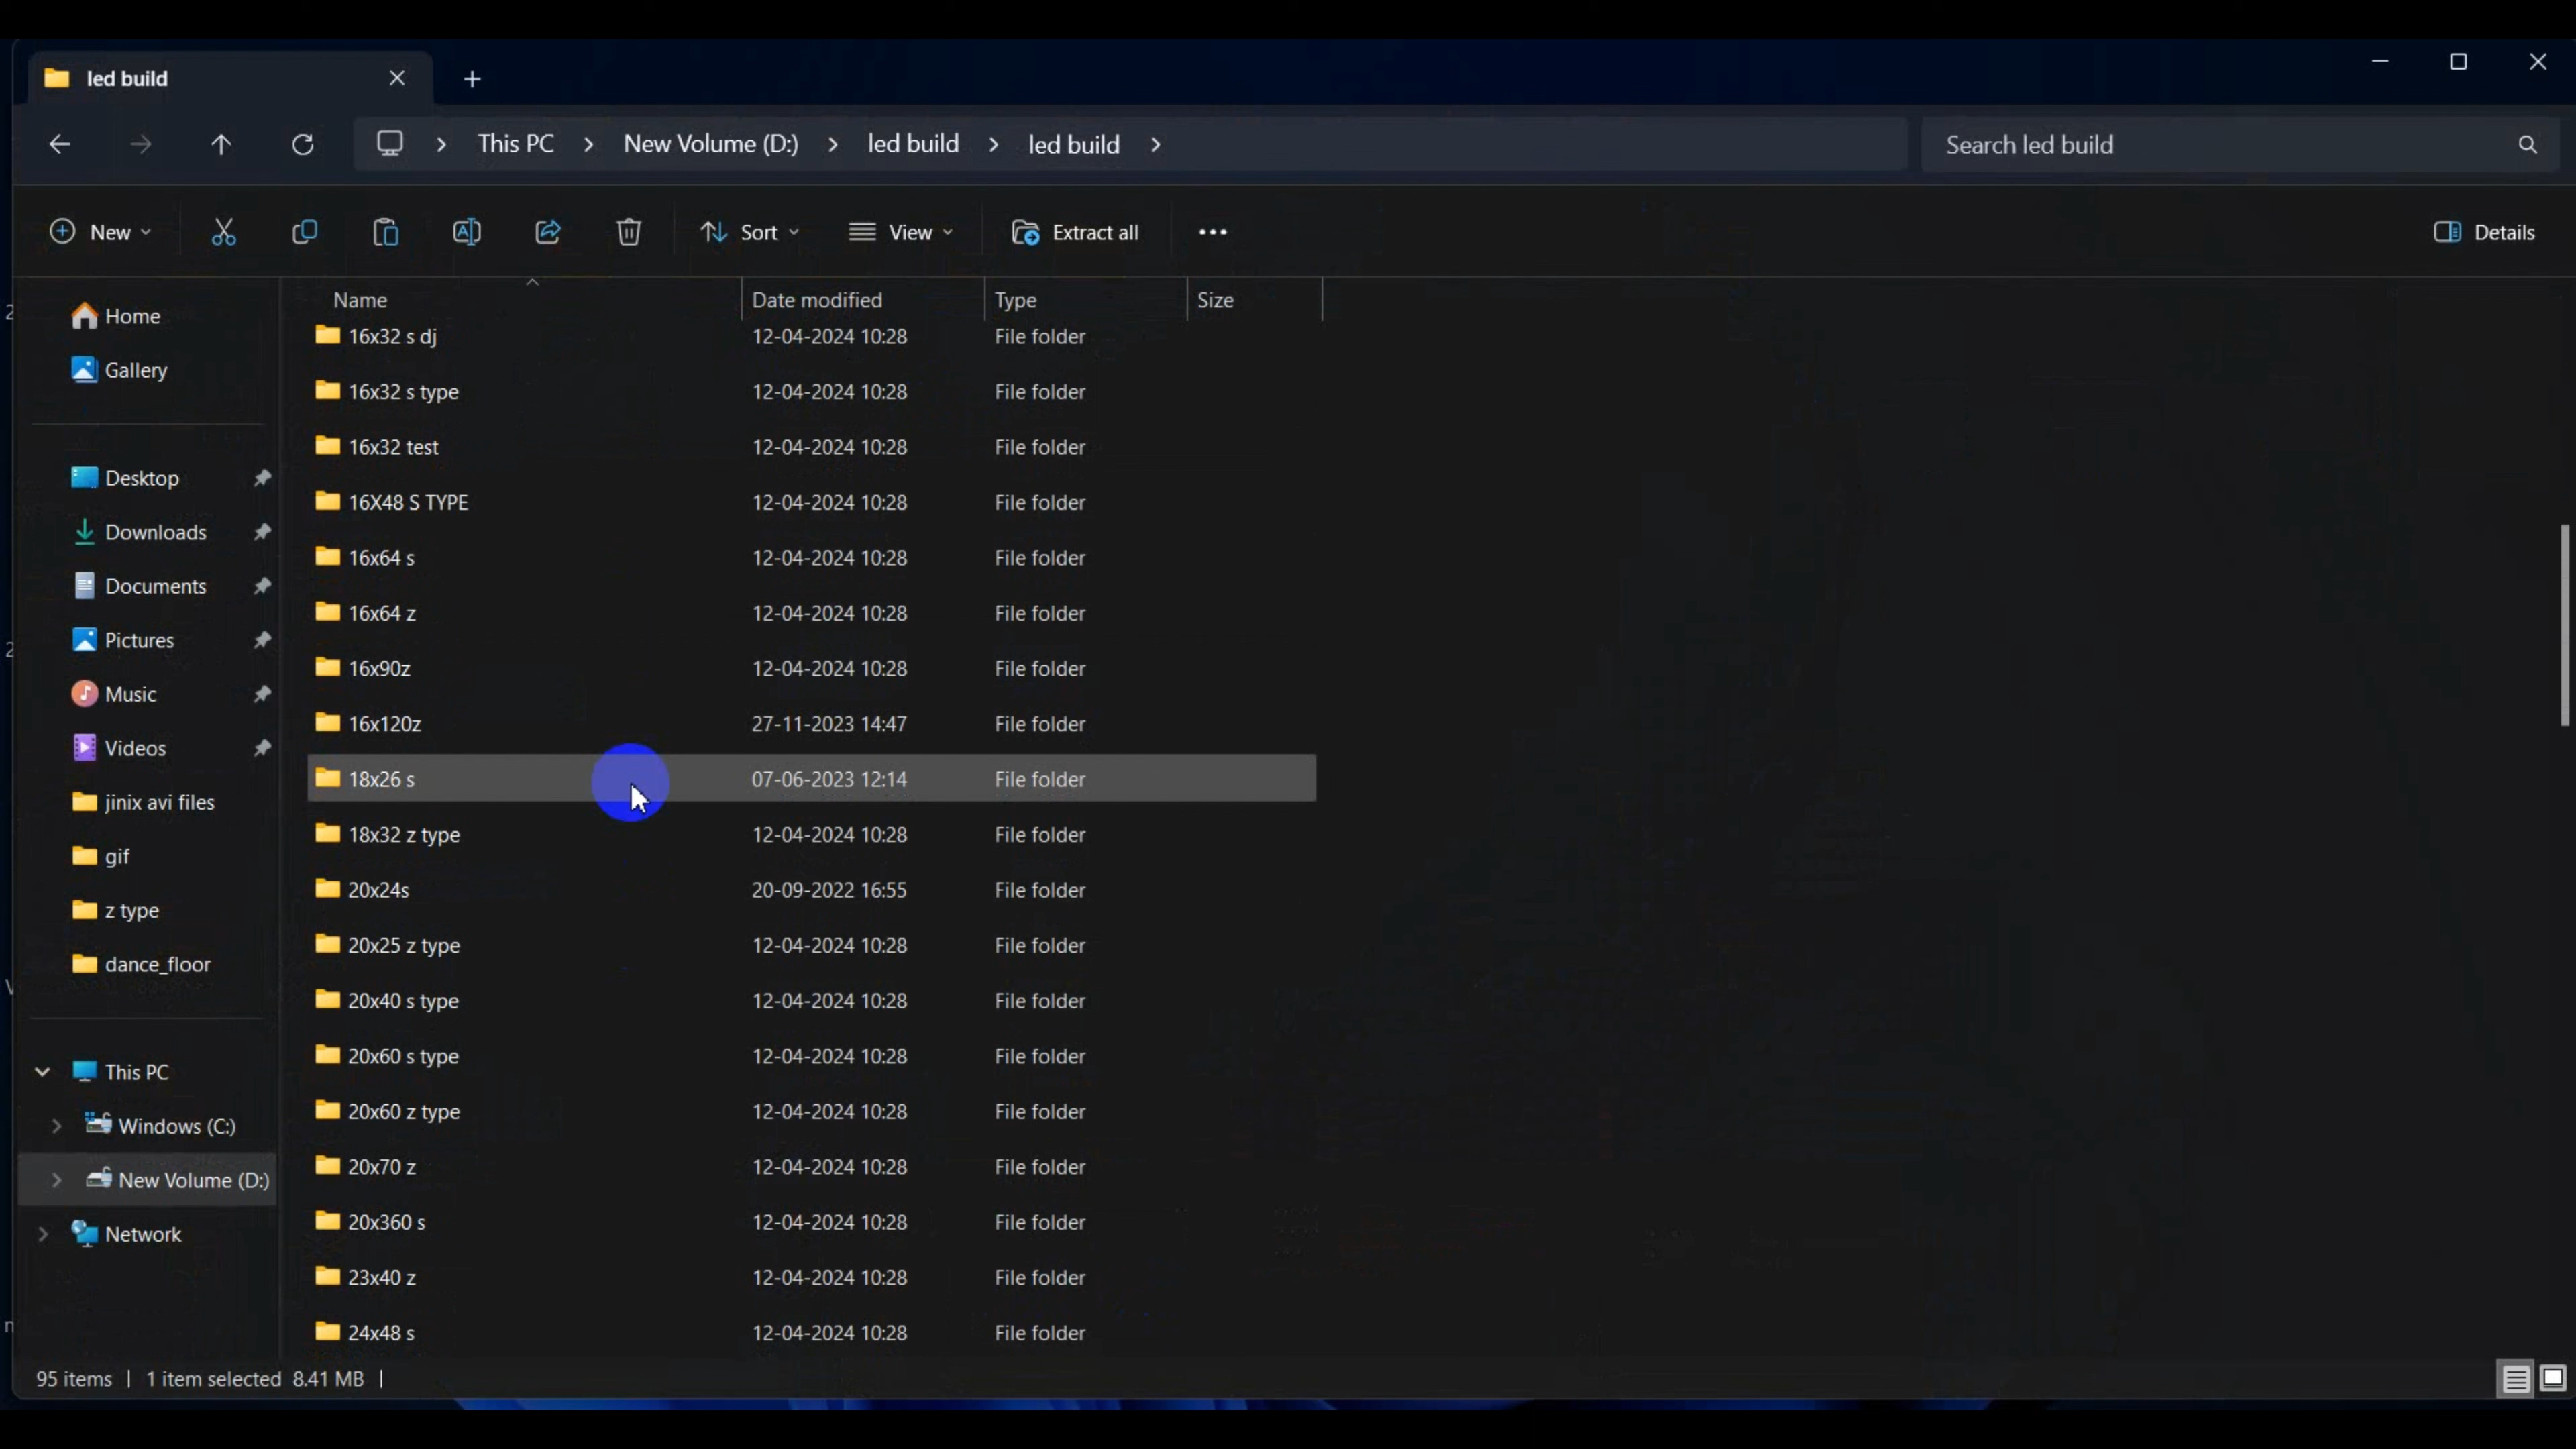 led build
This PC
New Volume (D:)
led build
led build
Search led build
New
Sort
View
Extract all
Details
Name
Date modified
Type
Size
Home
Gallery
Desktop
Downloads
Documents
Pictures
Music
Videos
jinix avi files
gif
z type
dance_floor
This PC
Windows (C:)
New Volume (D:)
Network
16x32 s dj 12-04-2024 10:28 File folder
16x32 s type 12-04-2024 10:28 File folder
16x32 test 12-04-2024 10:28 File folder
16X48 S TYPE 12-04-2024 10:28 File folder
16x64 s 12-04-2024 10:28 File folder
16x64 z 12-04-2024 10:28 File folder
16x90z 12-04-2024 10:28 File folder
16x120z 27-11-2023 14:47 File folder
18x26 s 07-06-2023 12:14 File folder
18x32 z type 12-04-2024 10:28 File folder
20x24s 20-09-2022 16:55 File folder
20x25 z type 12-04-2024 10:28 File folder
20x40 s type 12-04-2024 10:28 File folder
20x60 s type 12-04-2024 10:28 File folder
20x60 z type 12-04-2024 10:28 File folder
20x70 z 12-04-2024 10:28 File folder
20x360 s 12-04-2024 10:28 File folder
23x40 z 12-04-2024 10:28 File folder
24x48 s 12-04-2024 10:28 File folder
95 items
1 item selected 8.41 MB